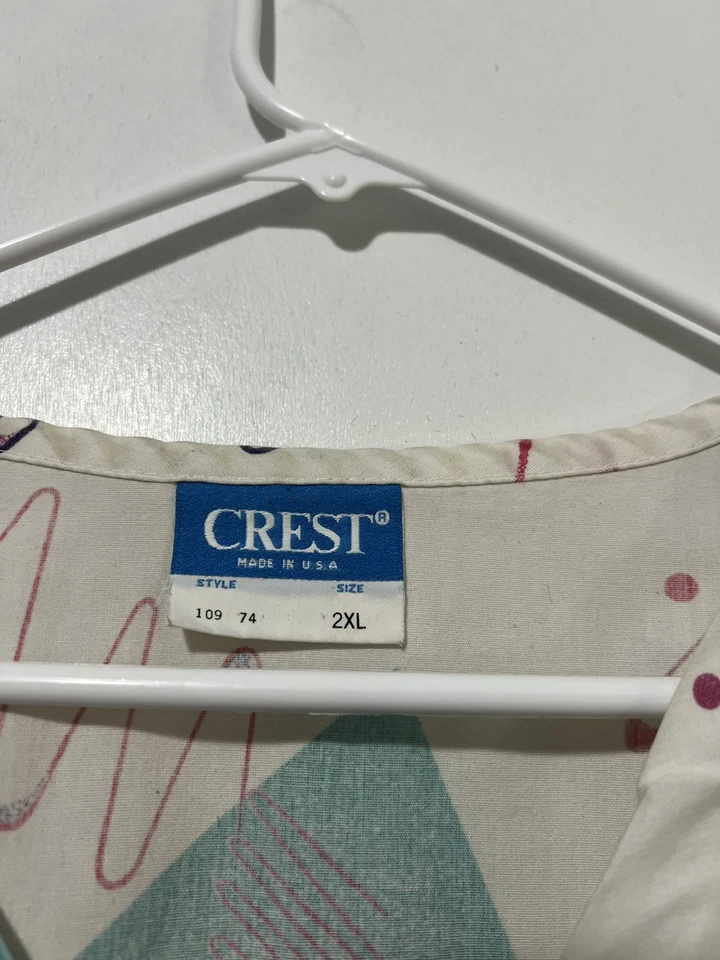 CREST®
MADE IN U.S.A
STYLE SIZE
109 74 2XL